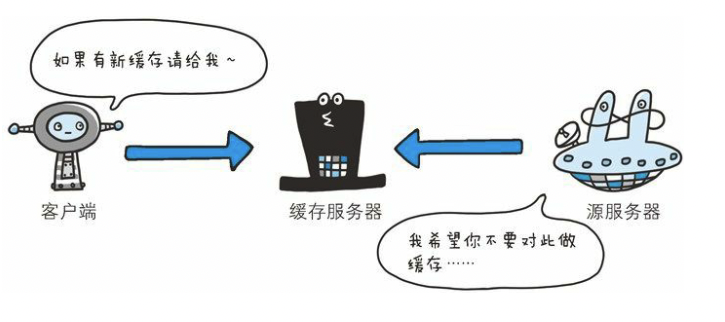 如果有新缓存请给我~
客户端
缓存服务器
源服务器
我希望你不要对此做
缓存……